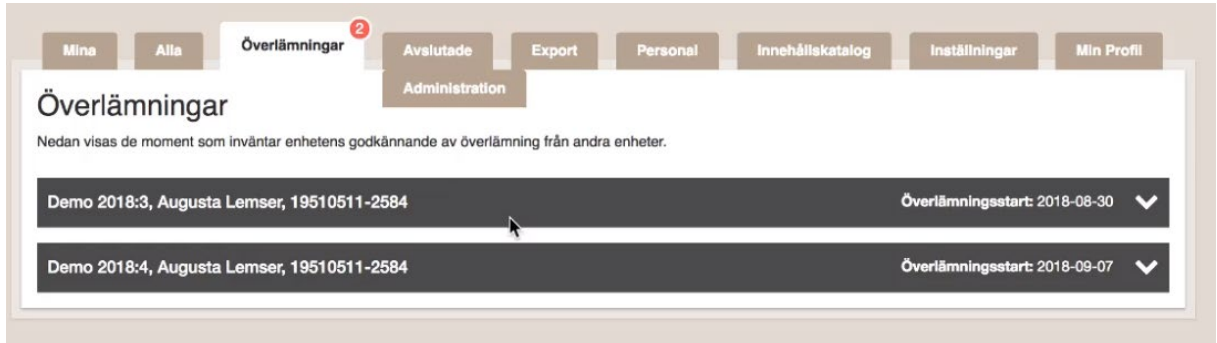 Mina Alla Överlämningar 2 Avslutade Export Personal Innehållskatalog Inställningar Min Profil
Administration
Överlämningar
Nedan visas de moment som inväntar enhetens godkännande av överlämning från andra enheter.
Demo 2018:3, Augusta Lemser, 19510511-2584 Överlämningsstart: 2018-08-30
Demo 2018:4, Augusta Lemser, 19510511-2584 Överlämningsstart: 2018-09-07